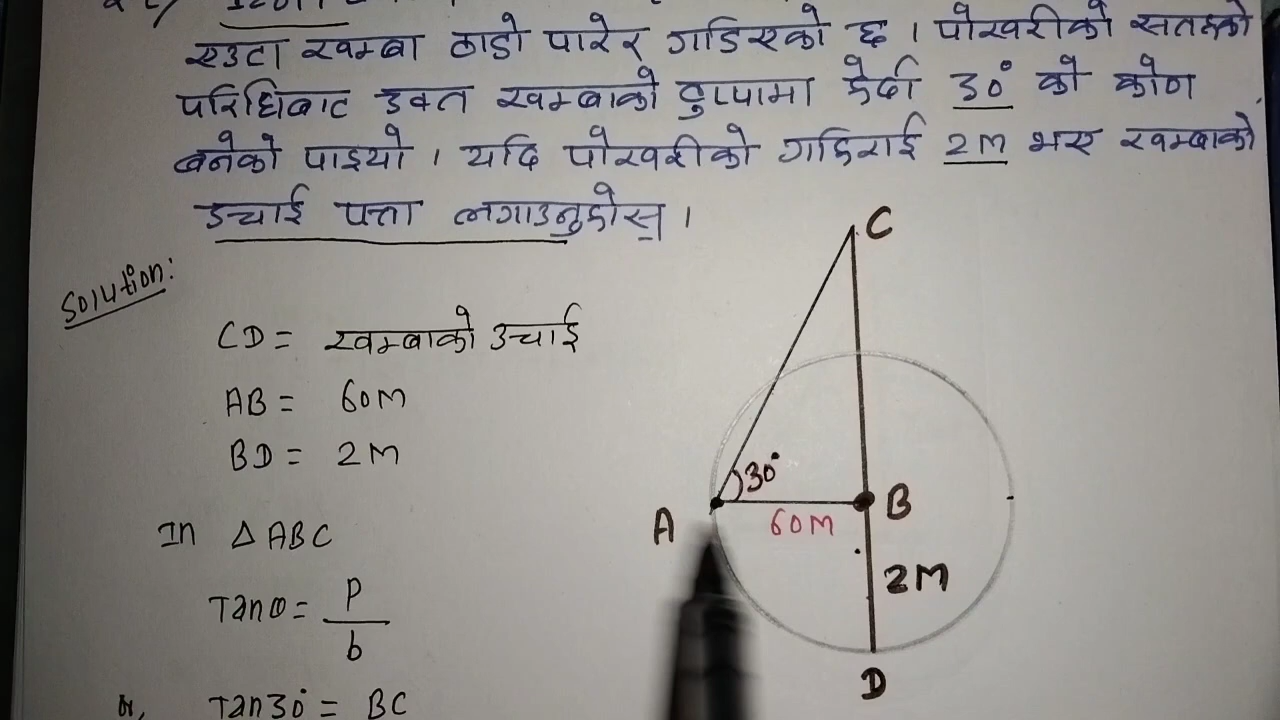 एउटा खम्बा ठाडो पारेर गाडिएको छ । पोखरीको सतहको
परिधिबाट उक्त खम्बाको टुप्पामा हेर्दा 30° को कोण
बनेको पाइयो । यदि पोखरीको गहिराई 2M भए खम्बाको
उचाई पत्ता लगाउनुहोस् ।
Solution:
CD = खम्बाको उचाई
AB = 60M
BD = 2M
In △ABC
Tanθ = P
b
or, Tan30° = BC
C
30°
A
B
60M
2M
D